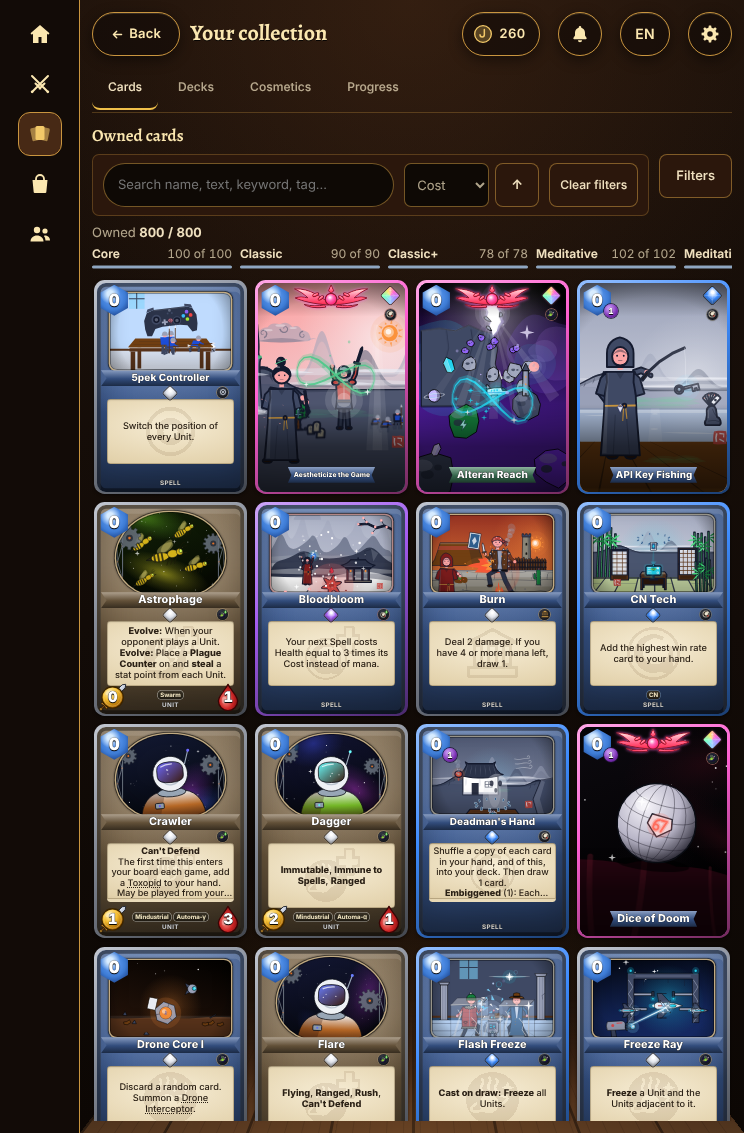 ← Back
Your collection
J 260
EN
Cards Decks Cosmetics Progress
Owned cards
Search name, text, keyword, tag...
Cost
↑
Clear filters
Filters
Owned 800 / 800
Core 100 of 100 Classic 90 of 90 Classic+ 78 of 78 Meditative 102 of 102 Meditati
0
5pek Controller
Switch the position of
every Unit.
SPELL
0
Aestheticize the Game
0
Alteran Reach
0
1
API Key Fishing
0
Astrophage
Evolve: When your
opponent plays a Unit.
Evolve: Place a Plague
Counter on and steal a
stat point from each Unit.
0
Swarm
UNIT
1
0
Bloodbloom
Your next Spell costs
Health equal to 3 times its
Cost instead of mana.
SPELL
0
Burn
Deal 2 damage. If you
have 4 or more mana left,
draw 1.
SPELL
0
CN Tech
Add the highest win rate
card to your hand.
CN
SPELL
0
Crawler
Can't Defend
The first time this enters
your board each game, add
a Toxopid to your hand.
May be played from your...
1
Mindustrial Automa-γ
UNIT
3
0
Dagger
Immutable, Immune to
Spells, Ranged
2
Mindustrial Automa-α
UNIT
1
0
1
Deadman's Hand
Shuffle a copy of each card
in your hand, and of this,
into your deck. Then draw
1 card.
Embiggened (1): Each...
SPELL
0
1
Dice of Doom
0
Drone Core I
Discard a random card.
Summon a Drone
Interceptor.
0
Flare
Flying, Ranged, Rush,
Can't Defend
0
Flash Freeze
Cast on draw: Freeze all
Units.
0
Freeze Ray
Freeze a Unit and the
Units adjacent to it.